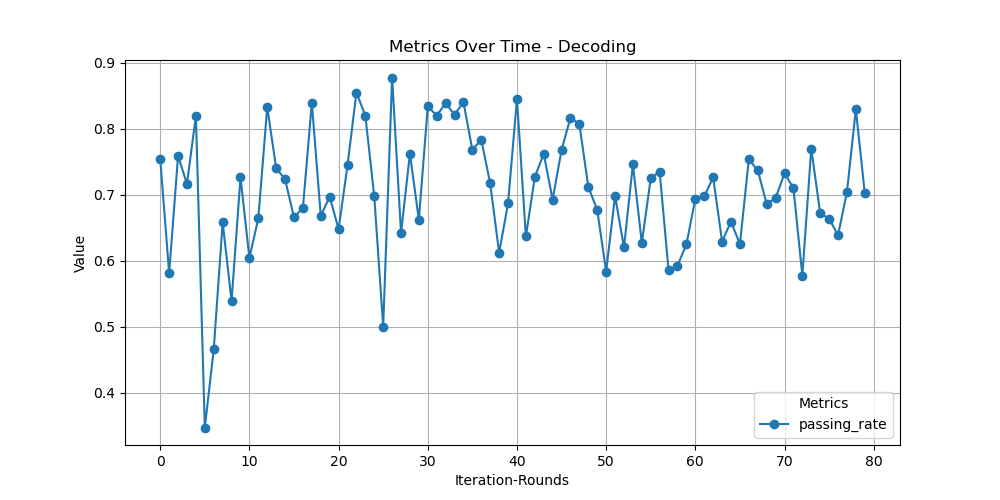 Metrics Over Time - Decoding
Value
0.9
0.8
0.7
0.6
0.5
0.4
0 10 20 30 40 50 60 70 80
Iteration-Rounds
Metrics
passing_rate